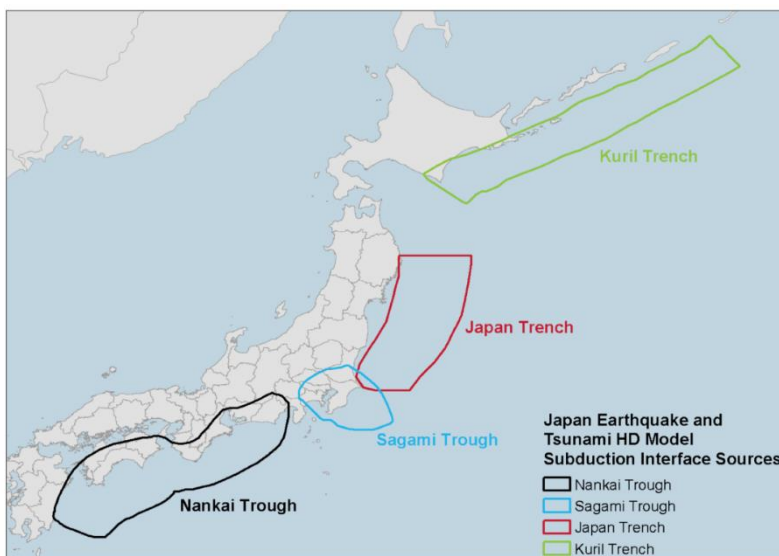 Kuril Trench
Japan Trench
Sagami Trough
Nankai Trough
Japan Earthquake and
Tsunami HD Model
Subduction Interface Sources
Nankai Trough
Sagami Trough
Japan Trench
Kuril Trench